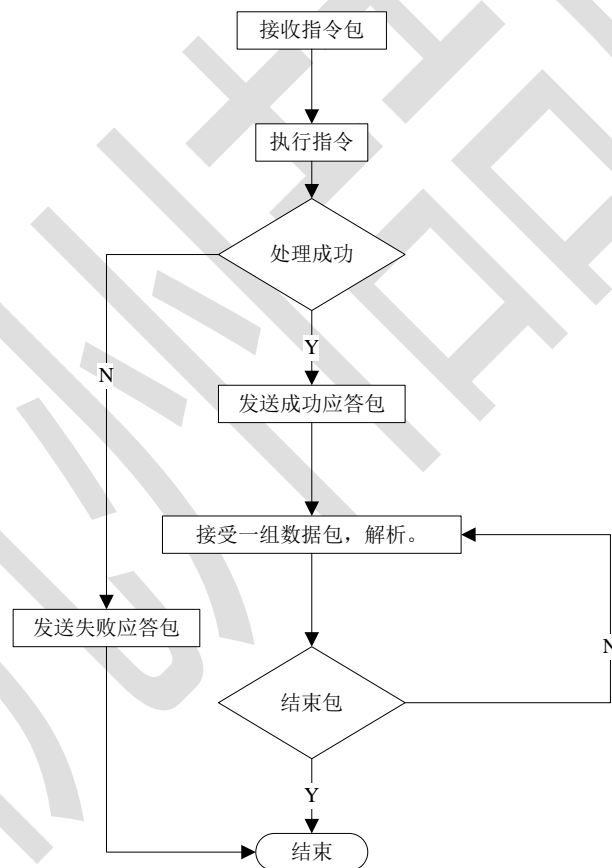 接收指令包
执行指令
处理成功
N
Y
发送成功应答包
接受一组数据包，解析。
发送失败应答包
N
结束包
Y
结束